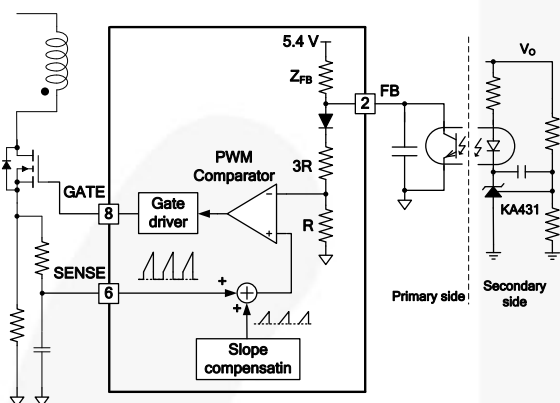 5.4 V
Z_FB
2
FB
V_O
3R
PWM
Comparator
GATE
8
Gate
driver
−
+
R
KA431
SENSE
6
+
+
Primary side
Secondary
side
Slope
compensatin